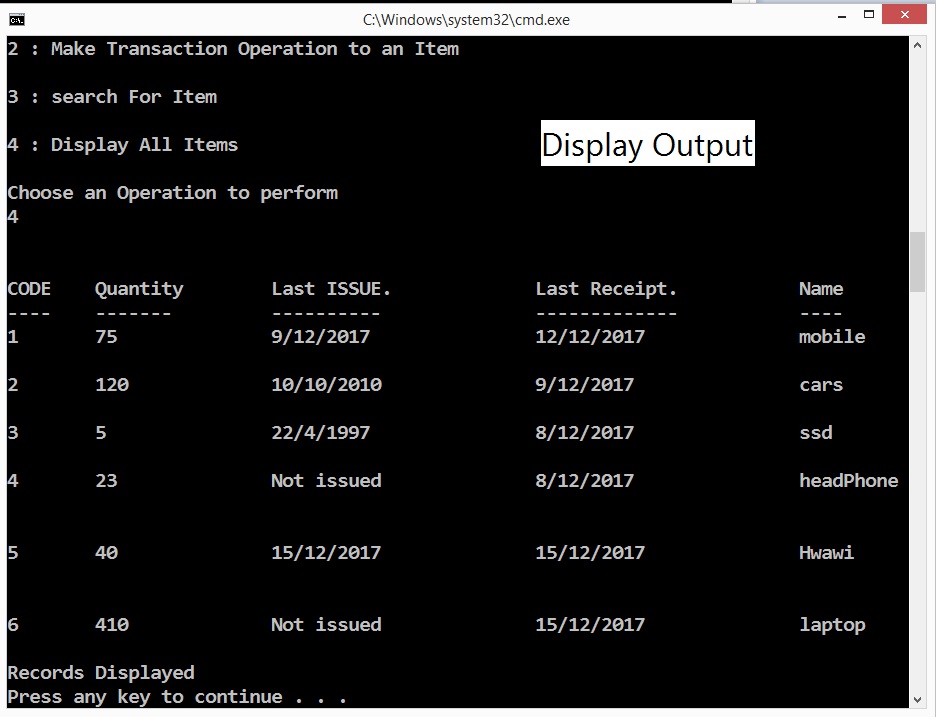 C:\Windows\system32\cmd.exe
2 : Make Transaction Operation to an Item
3 : search For Item
4 : Display All Items
Display Output
Choose an Operation to perform
4
CODE Quantity Last ISSUE. Last Receipt. Name
---- ------- ---------- ------------- ----
1 75 9/12/2017 12/12/2017 mobile
2 120 10/10/2010 9/12/2017 cars
3 5 22/4/1997 8/12/2017 ssd
4 23 Not issued 8/12/2017 headPhone
5 40 15/12/2017 15/12/2017 Hwawi
6 410 Not issued 15/12/2017 laptop
Records Displayed
Press any key to continue . . .